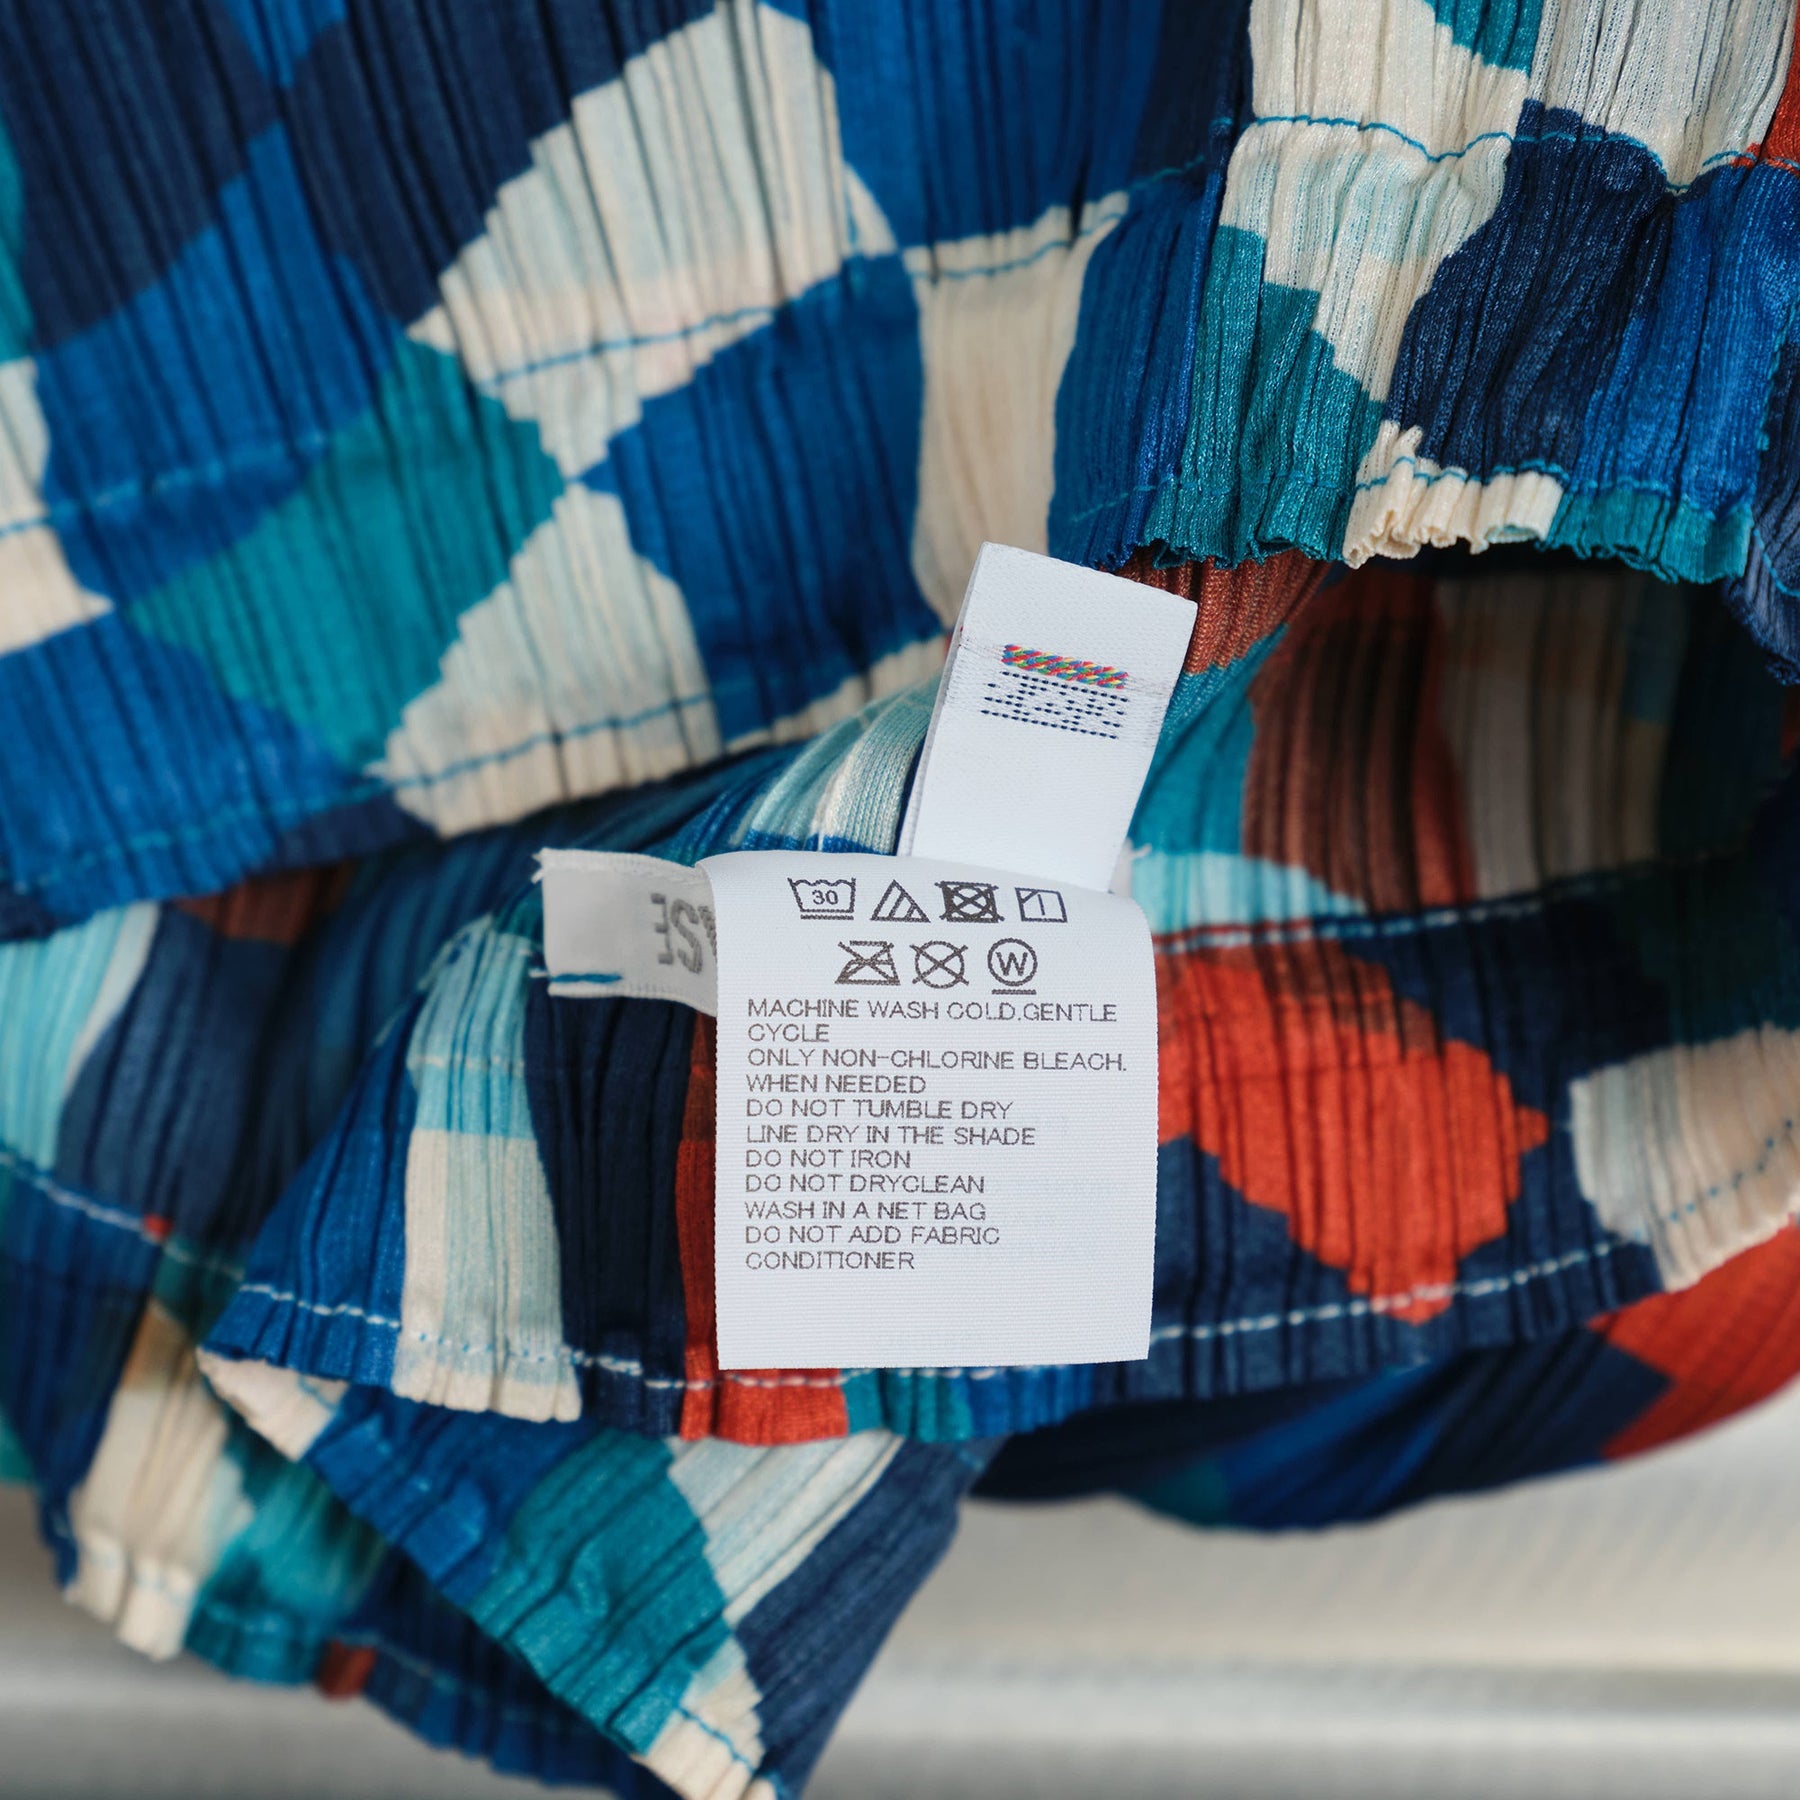 30
W
MACHINE WASH COLD.GENTLE
CYCLE
ONLY NON-CHLORINE BLEACH.
WHEN NEEDED
DO NOT TUMBLE DRY
LINE DRY IN THE SHADE
DO NOT IRON
DO NOT DRYCLEAN
WASH IN A NET BAG
DO NOT ADD FABRIC
CONDITIONER